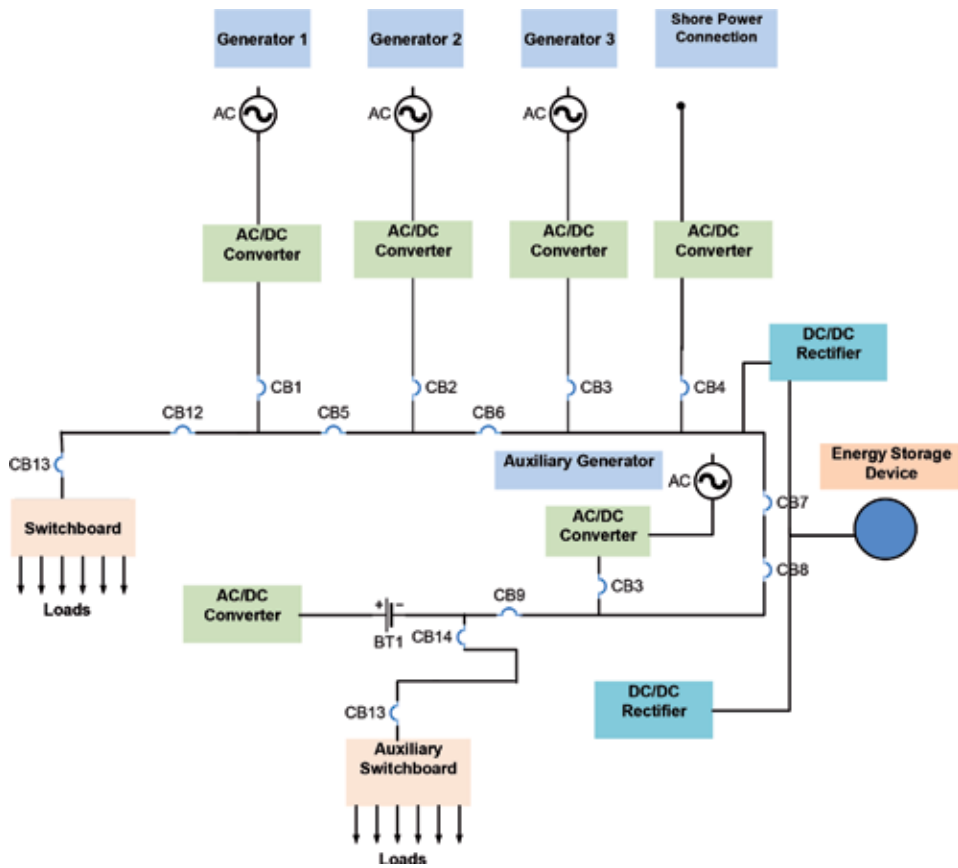 Generator 1
Generator 2
Generator 3
Shore Power
Connection
AC
AC
AC
AC/DC
Converter
AC/DC
Converter
AC/DC
Converter
AC/DC
Converter
DC/DC
Rectifier
CB1
CB2
CB3
CB4
CB12
CB5
CB6
CB13
Auxiliary Generator
AC
Energy Storage
Device
Switchboard
AC/DC
Converter
CB7
CB8
Loads
AC/DC
Converter
+
−
BT1
CB14
CB9
CB3
DC/DC
Rectifier
CB13
Auxiliary
Switchboard
Loads